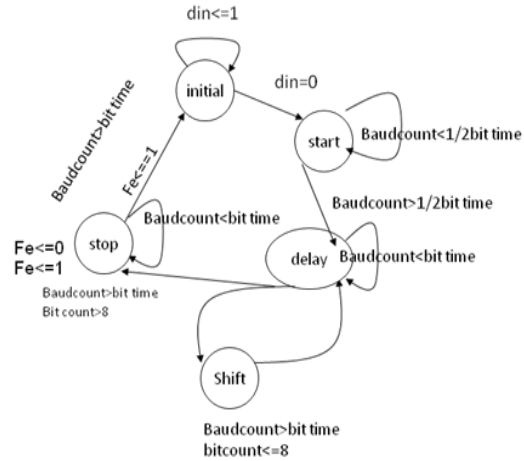 din<=1
initial
din=0
Baudcount>bit time
Fe<==1
start
Baudcount<1/2bit time
Baudcount>1/2bit time
stop
Baudcount<bit time
Fe<=0
Fe<=1
delay
Baudcount<bit time
Baudcount>bit time
Bit count>8
Shift
Baudcount>bit time
bitcount<=8